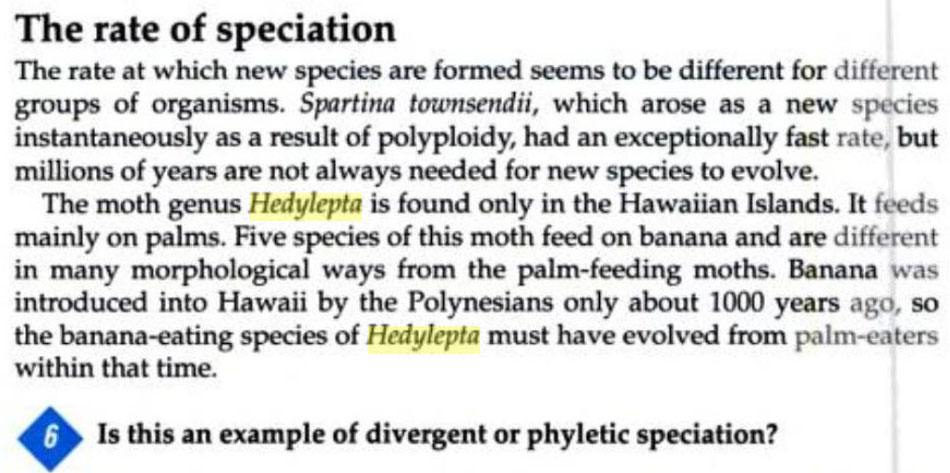 The rate of speciation
The rate at which new species are formed seems to be different for different
groups of organisms. Spartina townsendii, which arose as a new species
instantaneously as a result of polyploidy, had an exceptionally fast rate, but
millions of years are not always needed for new species to evolve.
The moth genus Hedylepta is found only in the Hawaiian Islands. It feeds
mainly on palms. Five species of this moth feed on banana and are different
in many morphological ways from the palm-feeding moths. Banana was
introduced into Hawaii by the Polynesians only about 1000 years ago, so
the banana-eating species of Hedylepta must have evolved from palm-eaters
within that time.
6 Is this an example of divergent or phyletic speciation?